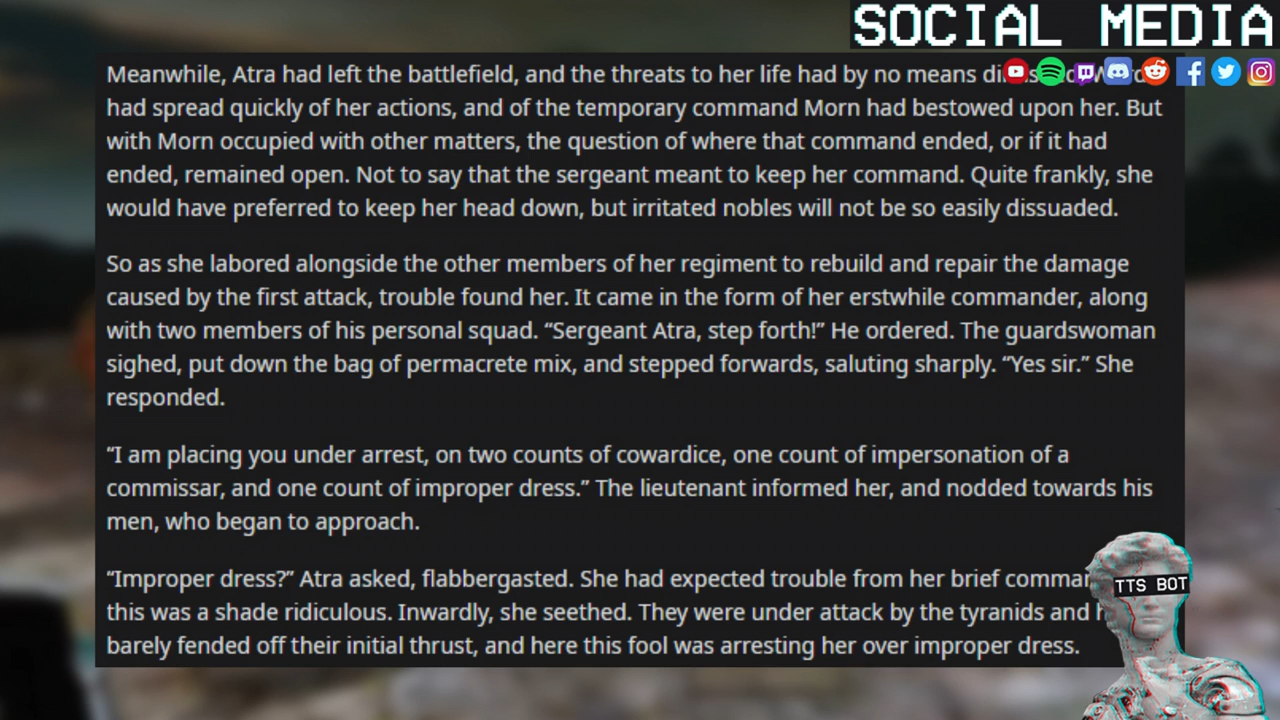 SOCIAL MEDIA
Meanwhile, Atra had left the battlefield, and the threats to her life had by no means
had spread quickly of her actions, and of the temporary command Morn had bestowed upon her. But
with Morn occupied with other matters, the question of where that command ended, or if it had
ended, remained open. Not to say that the sergeant meant to keep her command. Quite frankly, she
would have preferred to keep her head down, but irritated nobles will not be so easily dissuaded.
So as she labored alongside the other members of her regiment to rebuild and repair the damage
caused by the first attack, trouble found her. It came in the form of her erstwhile commander, along
with two members of his personal squad. “Sergeant Atra, step forth!” He ordered. The guardswoman
sighed, put down the bag of permacrete mix, and stepped forwards, saluting sharply. “Yes sir.” She
responded.
“I am placing you under arrest, on two counts of cowardice, one count of impersonation of a
commissar, and one count of improper dress.” The lieutenant informed her, and nodded towards his
men, who began to approach.
“Improper dress?” Atra asked, flabbergasted. She had expected trouble from her brief
this was a shade ridiculous. Inwardly, she seethed. They were under attack by the tyranids and
barely fended off their initial thrust, and here this fool was arresting her over improper dress.
TTS BOT